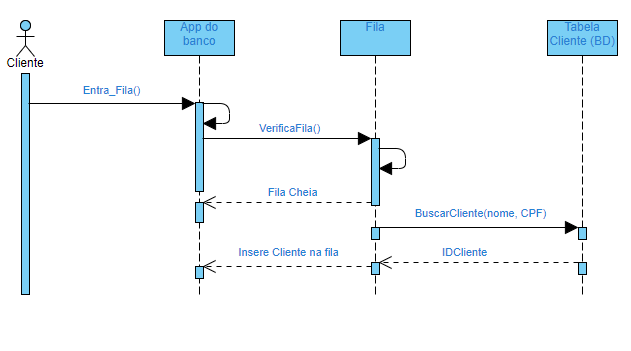 App do
banco
Fila
Tabela
Cliente (BD)
Cliente
Entra_Fila()
VerificaFila()
Fila Cheia
BuscarCliente(nome, CPF)
Insere Cliente na fila
IDCliente